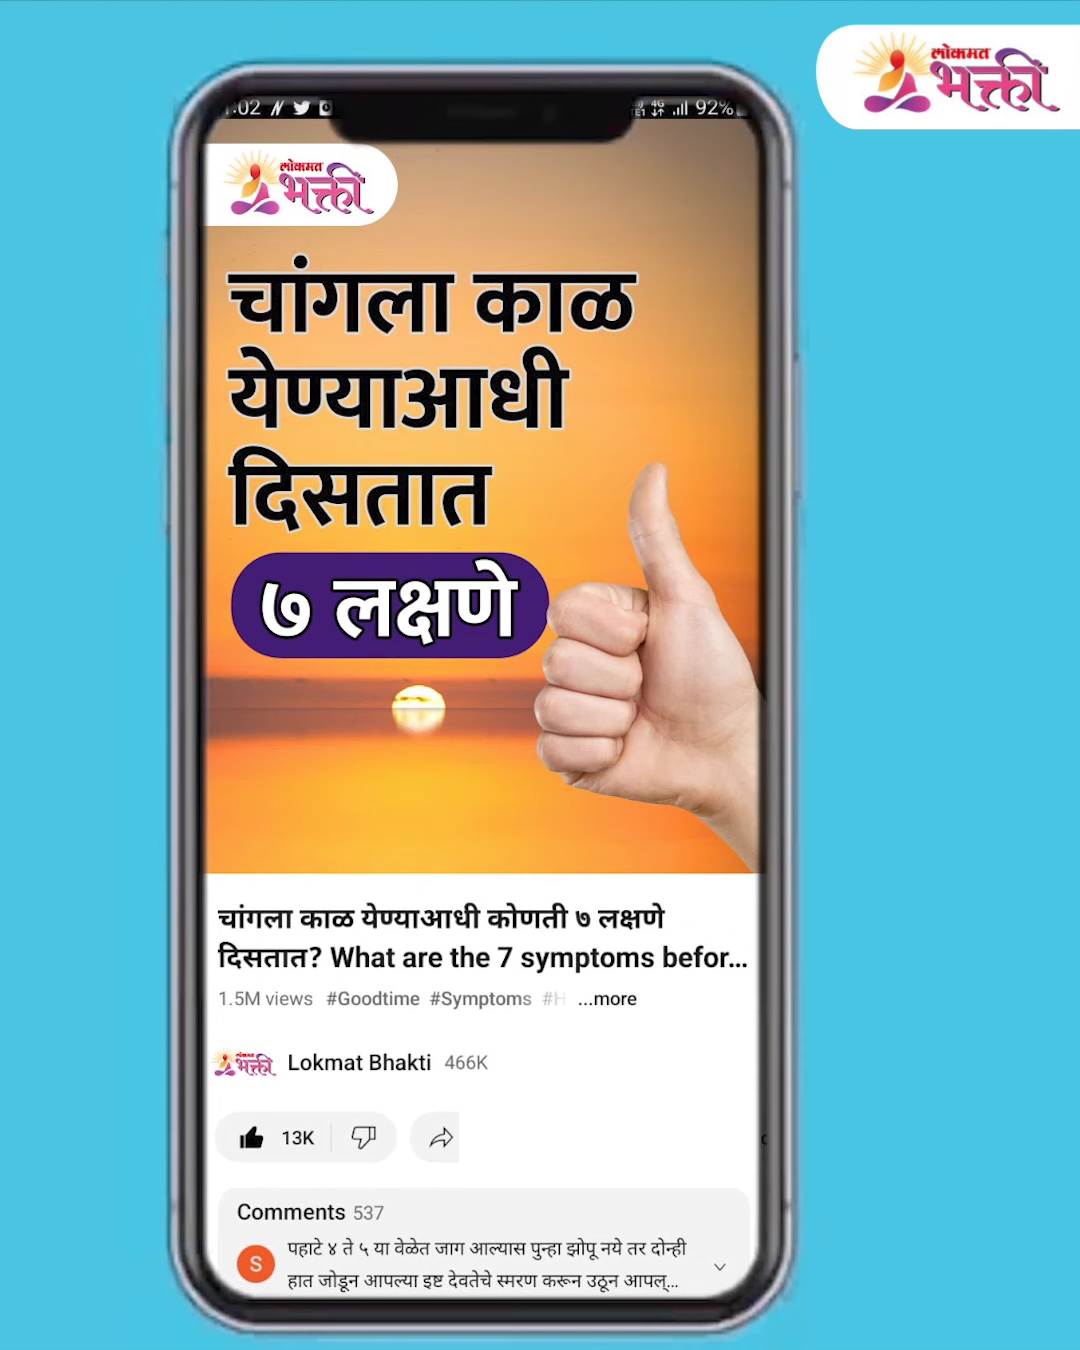 लोकमत
भक्ती
:02
92%
लोकमत
भक्ती
चांगला काळ
येण्याआधी
दिसतात
७ लक्षणे
चांगला काळ येण्याआधी कोणती ७ लक्षणे
दिसतात? What are the 7 symptoms befor...
1.5M views #Goodtime #Symptoms #H ...more
लोकमत
भक्ती
Lokmat Bhakti 466K
13K
Comments 537
S
पहाटे ४ ते ५ या वेळेत जाग आल्यास पुन्हा झोपू नये तर दोन्ही
हात जोडून आपल्या इष्ट देवतेचे स्मरण करून उठून आपल्...